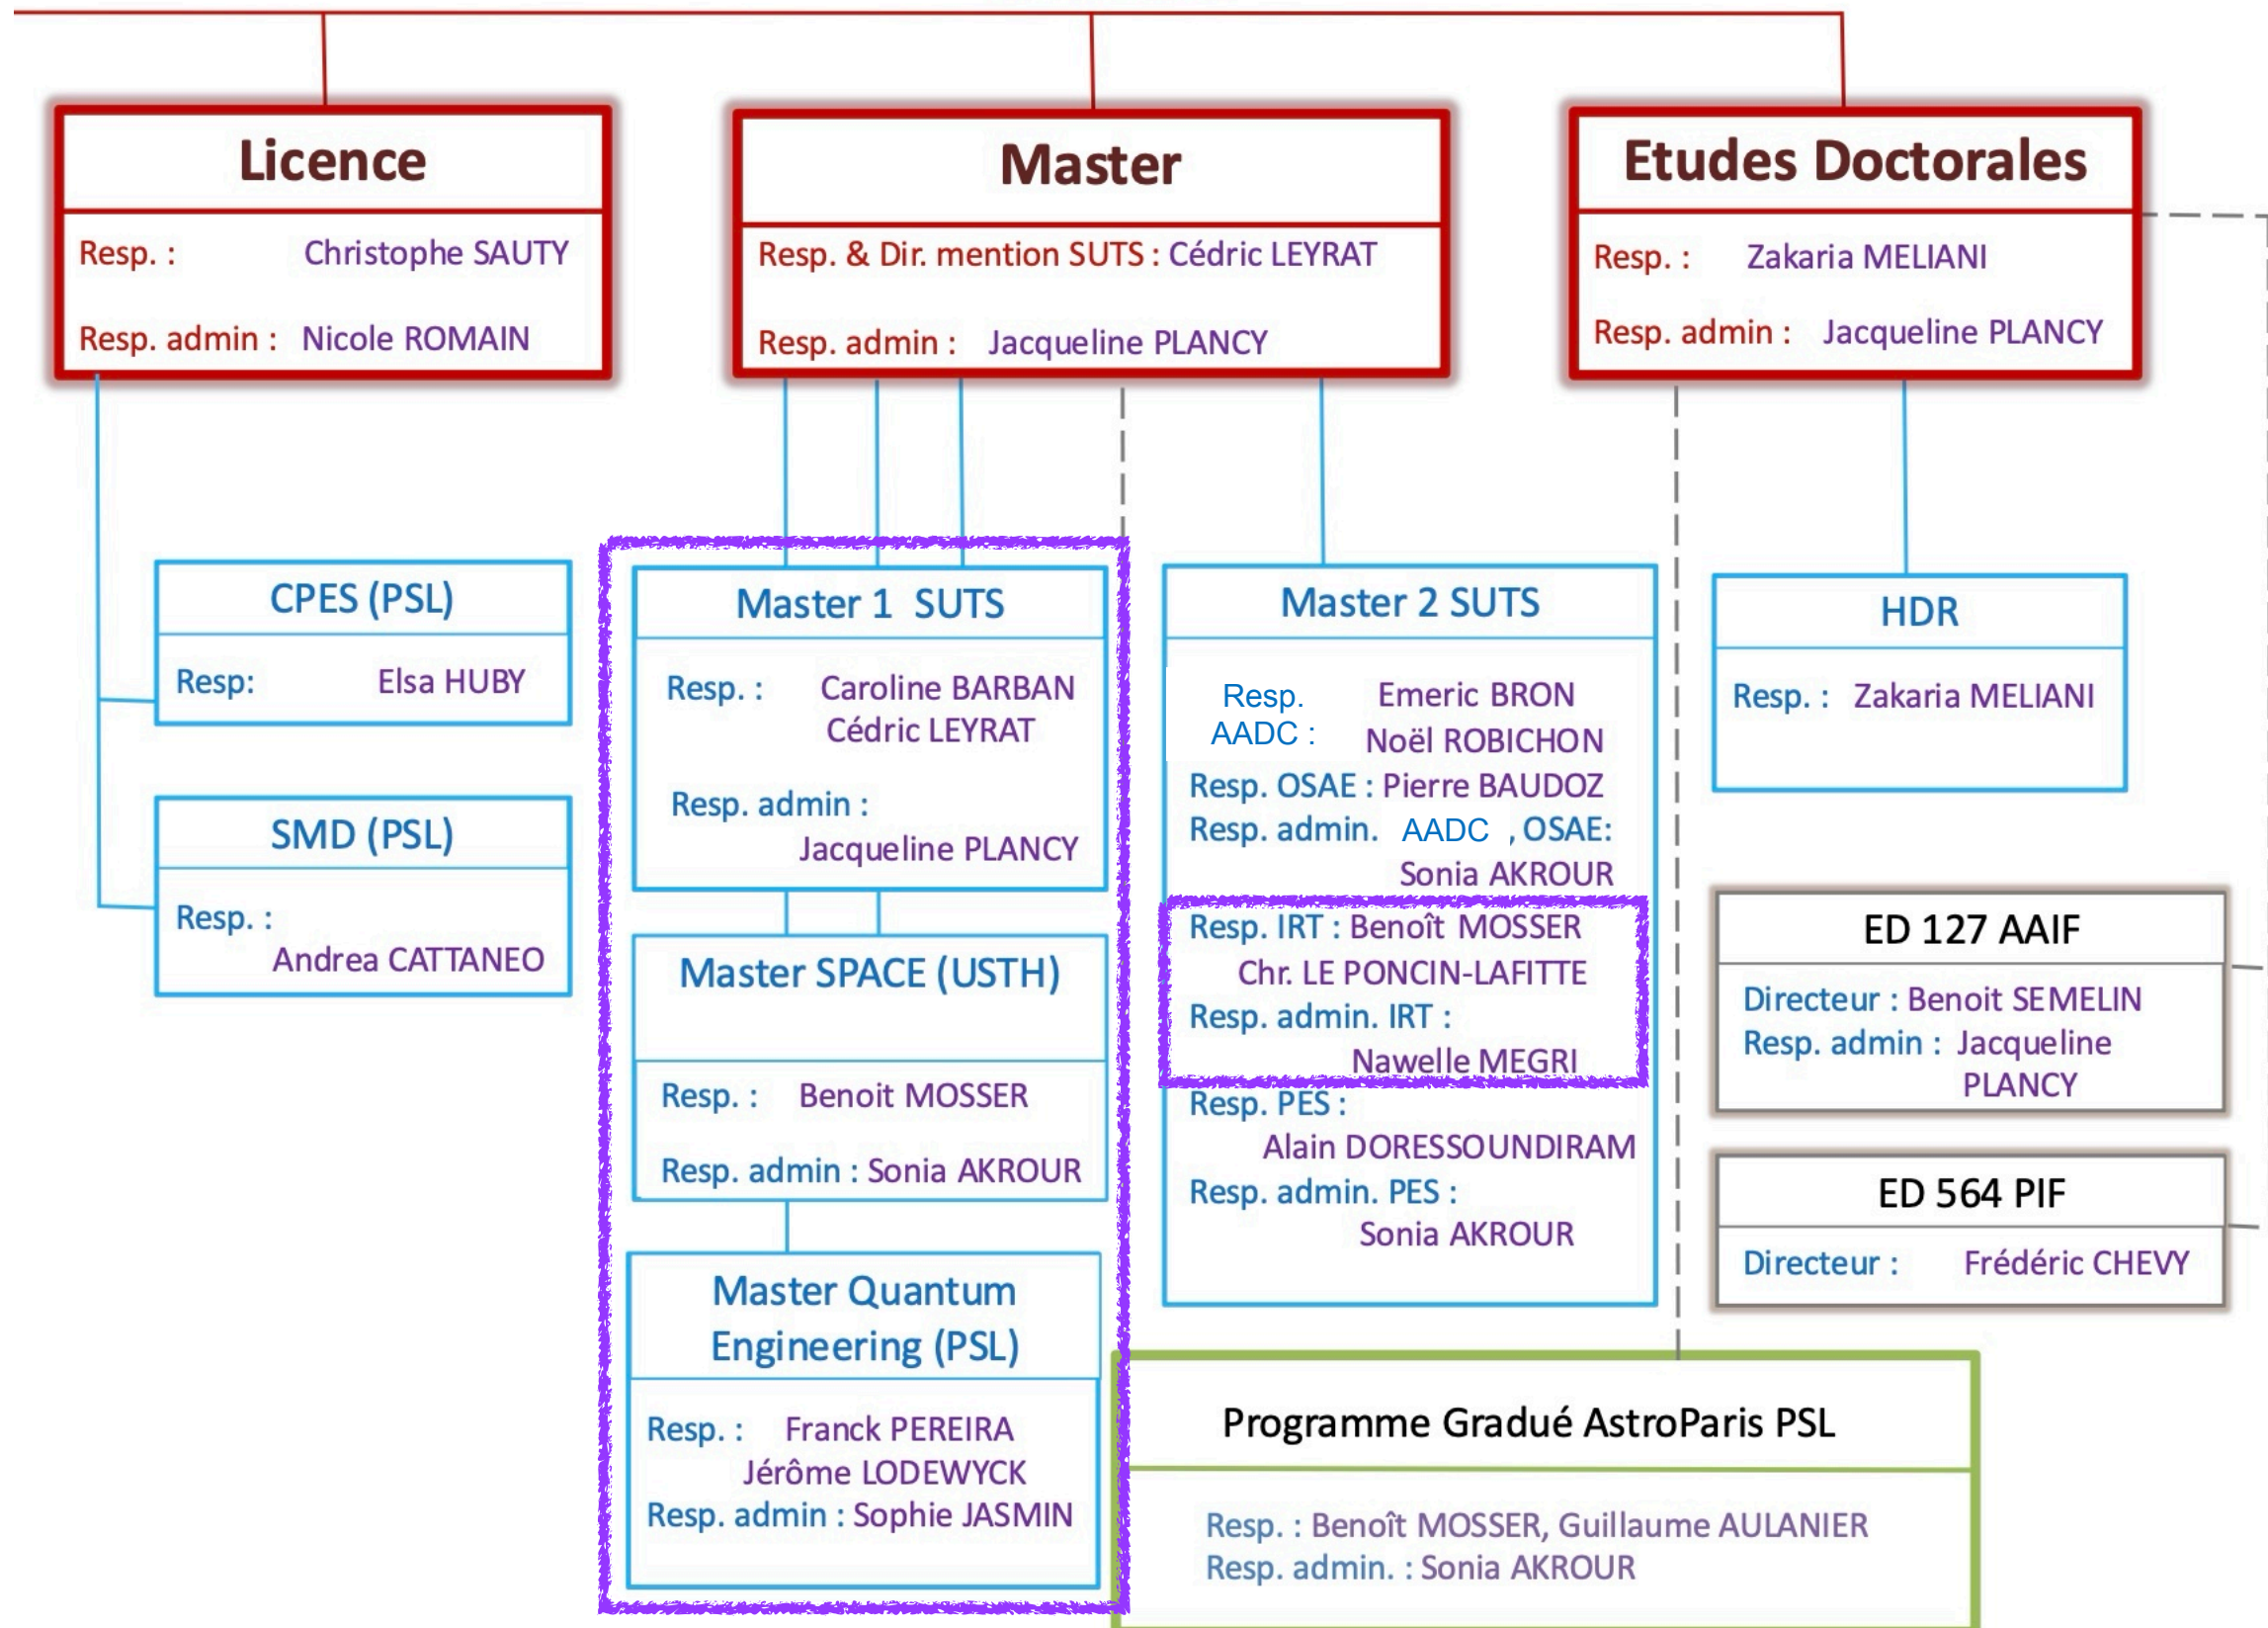 Licence
Resp. : Christophe SAUTY
Resp. admin : Nicole ROMAIN
Master
Resp. & Dir. mention SUTS : Cédric LEYRAT
Resp. admin : Jacqueline PLANCY
Etudes Doctorales
Resp. : Zakaria MELIANI
Resp. admin : Jacqueline PLANCY
CPES (PSL)
Resp: Elsa HUBY
SMD (PSL)
Resp. :
Andrea CATTANEO
Master 1 SUTS
Resp. : Caroline BARBAN
Cédric LEYRAT
Resp. admin :
Jacqueline PLANCY
Master SPACE (USTH)
Resp. : Benoit MOSSER
Resp. admin : Sonia AKROUR
Master Quantum
Engineering (PSL)
Resp. : Franck PEREIRA
Jérôme LODEWYCK
Resp. admin : Sophie JASMIN
Master 2 SUTS
Resp. Emeric BRON
AADC : Noël ROBICHON
Resp. OSAE : Pierre BAUDOZ
Resp. admin. AADC , OSAE:
Sonia AKROUR
Resp. IRT : Benoît MOSSER
Chr. LE PONCIN-LAFITTE
Resp. admin. IRT :
Nawelle MEGRI
Resp. PES :
Alain DORESSOUNDIRAM
Resp. admin. PES :
Sonia AKROUR
HDR
Resp. : Zakaria MELIANI
ED 127 AAIF
Directeur : Benoit SEMELIN
Resp. admin : Jacqueline
PLANCY
ED 564 PIF
Directeur : Frédéric CHEVY
Programme Gradué AstroParis PSL
Resp. : Benoît MOSSER, Guillaume AULANIER
Resp. admin. : Sonia AKROUR